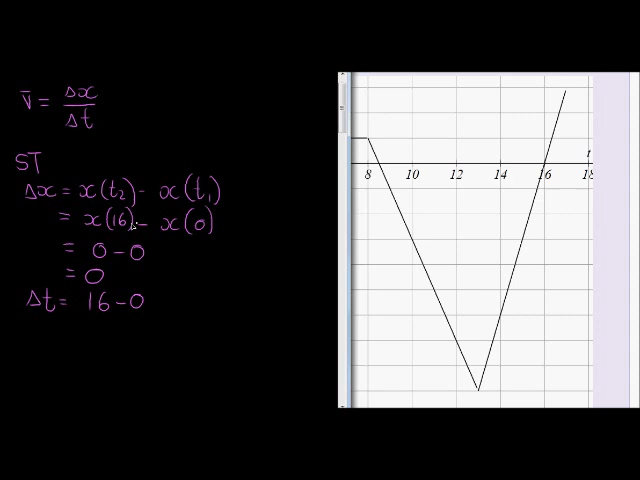 v̄ = Δx/Δt
ST
Δx = x(t₂) - x(t₁)
= x(16) - x(0)
= 0 - 0
= 0
Δt = 16 - 0
t
8 10 12 14 16 18